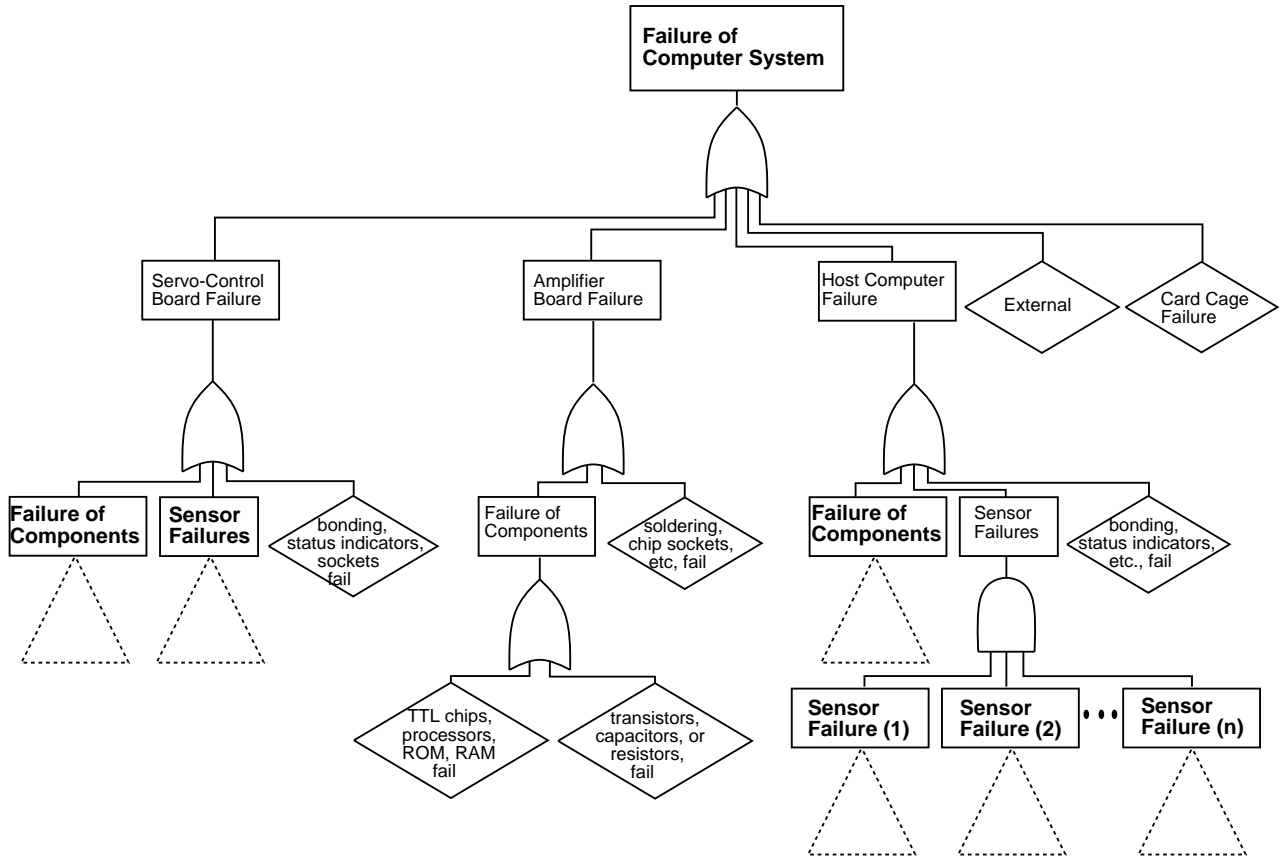 Failure of
Computer System
Servo-Control
Board Failure
Amplifier
Board Failure
Host Computer
Failure
External
Card Cage
Failure
Failure of
Components
Sensor
Failures
bonding,
status indicators,
sockets
fail
Failure of
Components
soldering,
chip sockets,
etc, fail
Failure of
Components
Sensor
Failures
bonding,
status indicators,
etc., fail
TTL chips,
processors,
ROM, RAM
fail
transistors,
capacitors, or
resistors,
fail
Sensor
Failure (1)
Sensor
Failure (2)
• • •
Sensor
Failure (n)